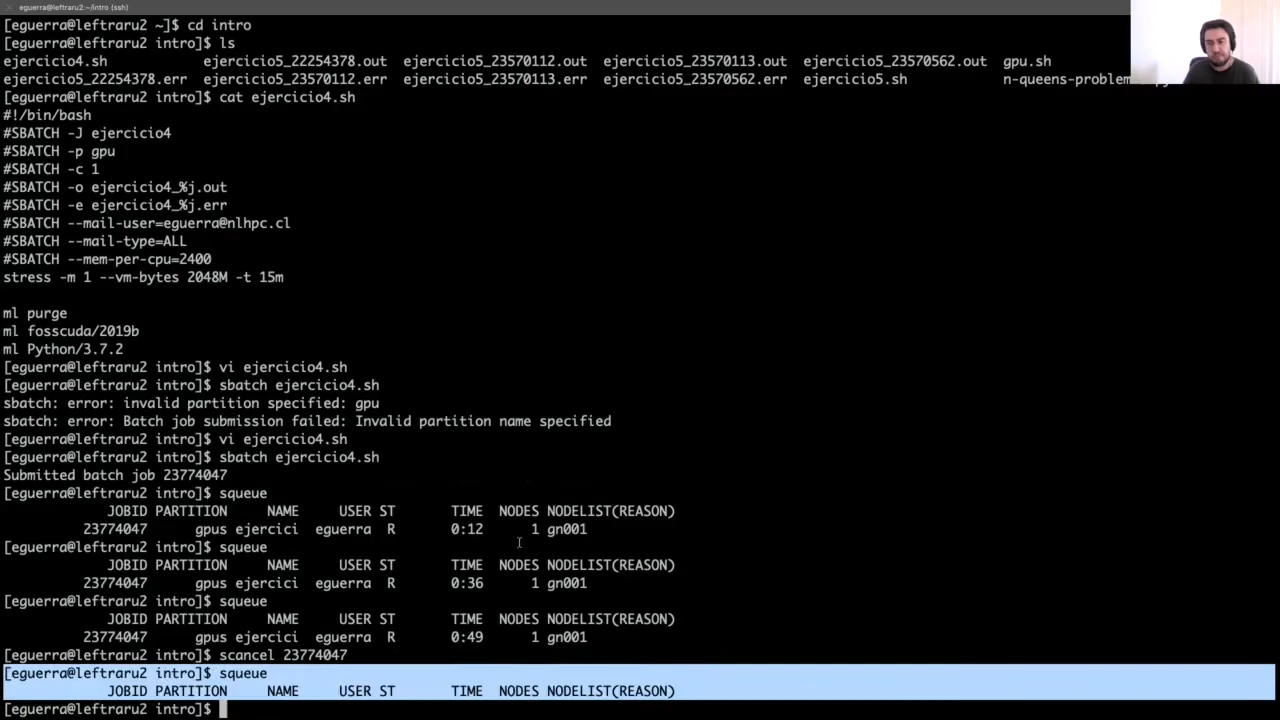 eguerra@leftraru2:~/intro (ssh)
[eguerra@leftraru2 ~]$ cd intro
[eguerra@leftraru2 intro]$ ls
ejercicio4.sh ejercicio5_22254378.out ejercicio5_23570112.out ejercicio5_23570113.out ejercicio5_23570562.out gpu.sh
ejercicio5_22254378.err ejercicio5_23570112.err ejercicio5_23570113.err ejercicio5_23570562.err ejercicio5.sh n-queens-problem
[eguerra@leftraru2 intro]$ cat ejercicio4.sh
#!/bin/bash
#SBATCH -J ejercicio4
#SBATCH -p gpu
#SBATCH -c 1
#SBATCH -o ejercicio4_%j.out
#SBATCH -e ejercicio4_%j.err
#SBATCH --mail-user=eguerra@nlhpc.cl
#SBATCH --mail-type=ALL
#SBATCH --mem-per-cpu=2400
stress -m 1 --vm-bytes 2048M -t 15m
ml purge
ml fosscuda/2019b
ml Python/3.7.2
[eguerra@leftraru2 intro]$ vi ejercicio4.sh
[eguerra@leftraru2 intro]$ sbatch ejercicio4.sh
sbatch: error: invalid partition specified: gpu
sbatch: error: Batch job submission failed: Invalid partition name specified
[eguerra@leftraru2 intro]$ vi ejercicio4.sh
[eguerra@leftraru2 intro]$ sbatch ejercicio4.sh
Submitted batch job 23774047
[eguerra@leftraru2 intro]$ squeue
JOBID PARTITION NAME USER ST TIME NODES NODELIST(REASON)
23774047 gpus ejercici eguerra R 0:12 1 gn001
[eguerra@leftraru2 intro]$ squeue
JOBID PARTITION NAME USER ST TIME NODES NODELIST(REASON)
23774047 gpus ejercici eguerra R 0:36 1 gn001
[eguerra@leftraru2 intro]$ squeue
JOBID PARTITION NAME USER ST TIME NODES NODELIST(REASON)
23774047 gpus ejercici eguerra R 0:49 1 gn001
[eguerra@leftraru2 intro]$ scancel 23774047
[eguerra@leftraru2 intro]$ squeue
JOBID PARTITION NAME USER ST TIME NODES NODELIST(REASON)
[eguerra@leftraru2 intro]$